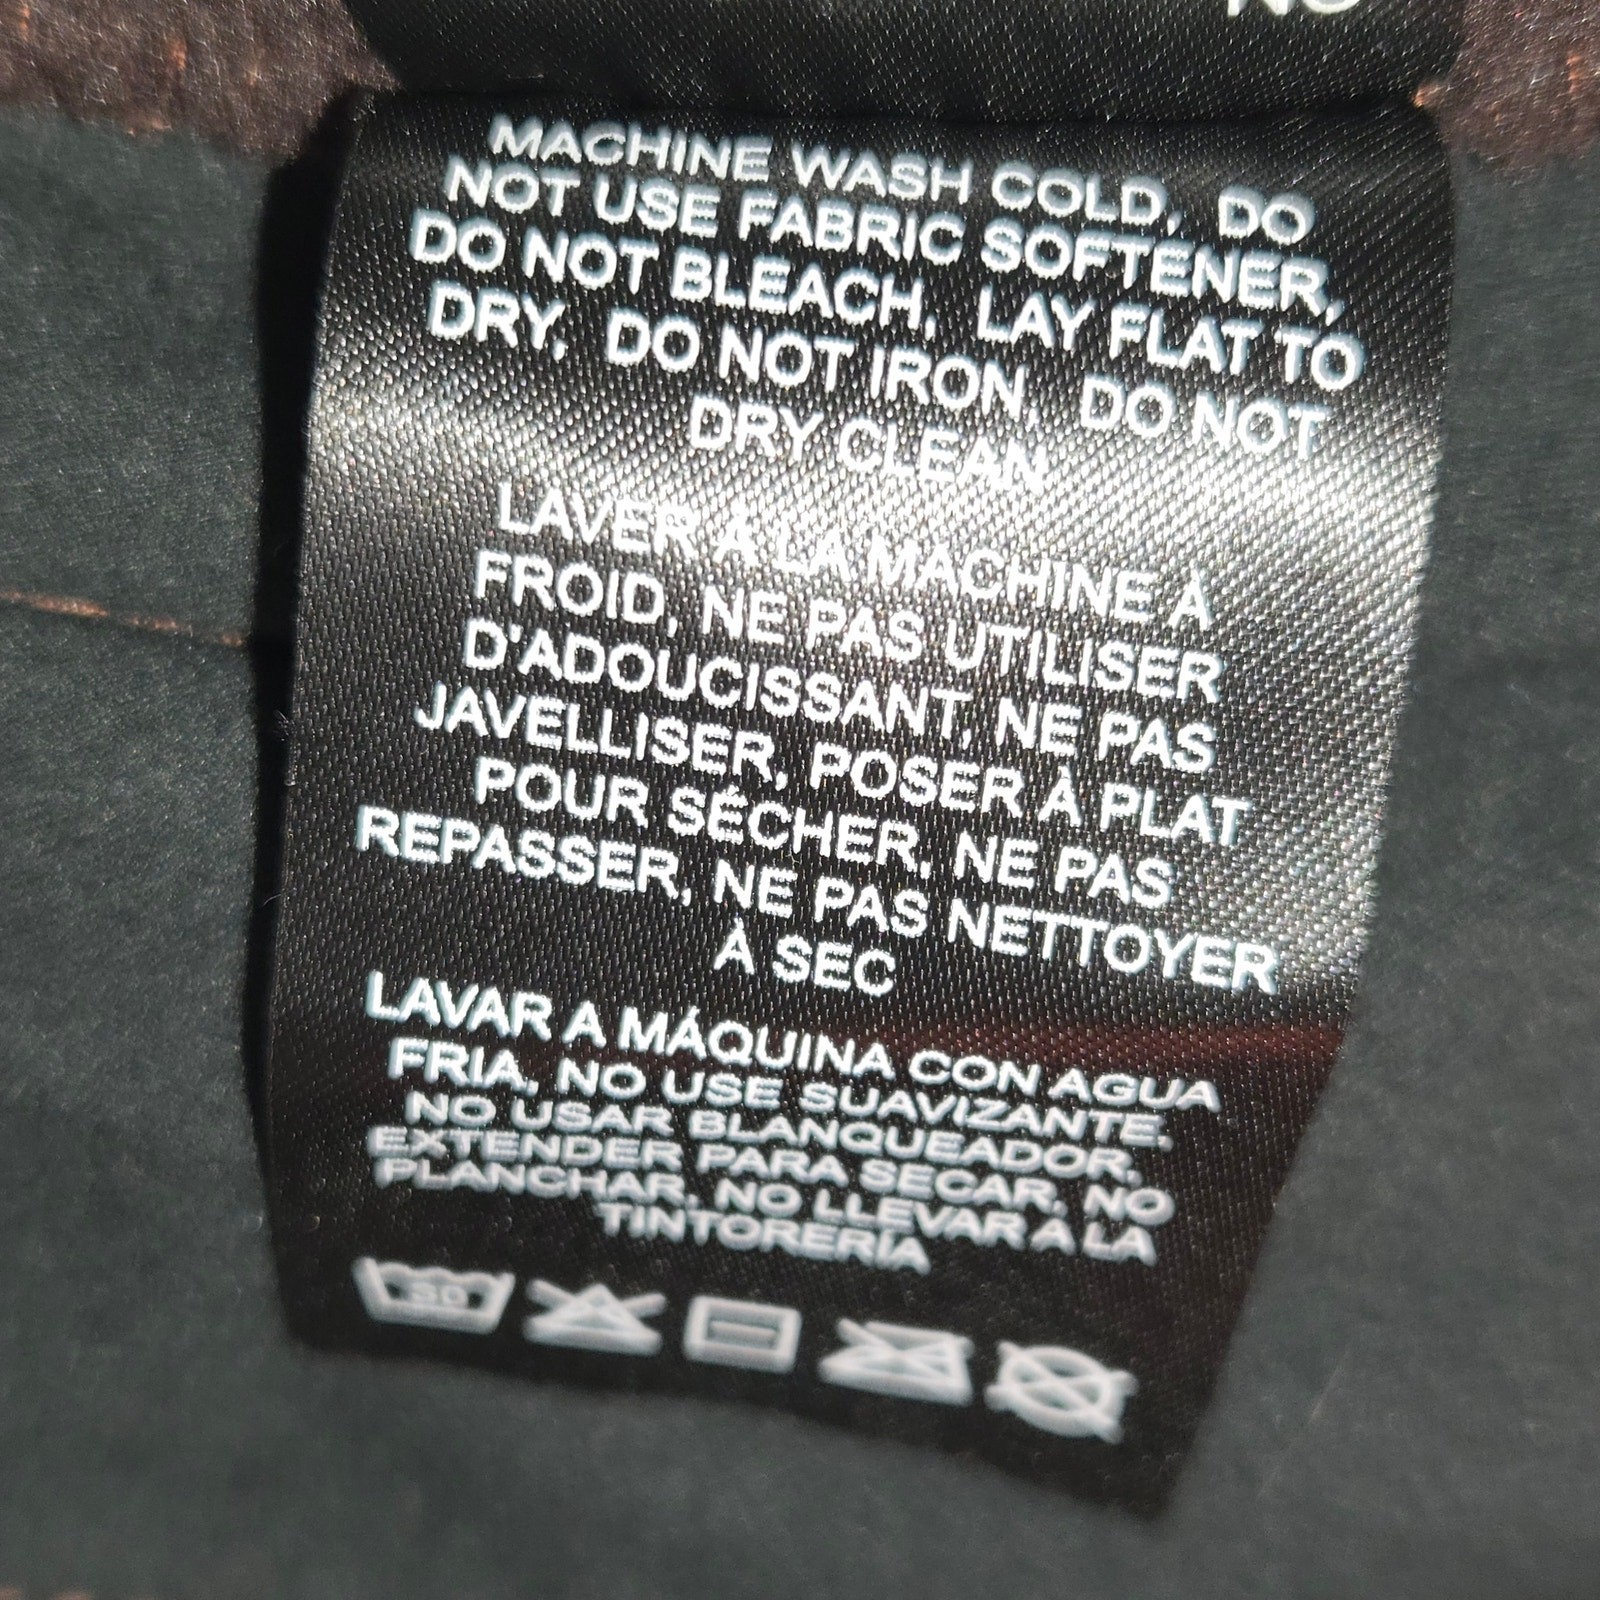 NO
MACHINE WASH COLD, DO
NOT USE FABRIC SOFTENER,
DO NOT BLEACH, LAY FLAT TO
DRY, DO NOT IRON, DO NOT
DRY CLEAN
LAVER À LA MACHINE À
FROID, NE PAS UTILISER
D'ADOUCISSANT, NE PAS
JAVELLISER, POSER À PLAT
POUR SÉCHER, NE PAS
REPASSER, NE PAS NETTOYER
À SEC
LAVAR A MÁQUINA CON AGUA
FRIA, NO USE SUAVIZANTE,
NO USAR BLANQUEADOR,
EXTENDER PARA SECAR, NO
PLANCHAR, NO LLEVAR A LA
TINTORERÍA
30